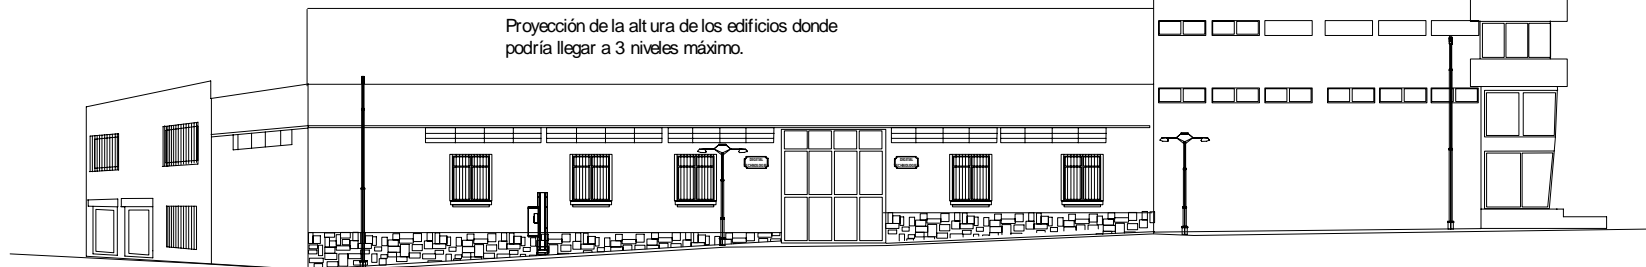 Proyección de la alt ura de los edificios donde
podría llegar a 3 niveles máximo.